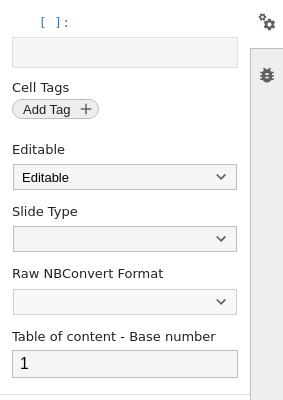 [ ]:
Cell Tags
Add Tag +
Editable
Editable
Slide Type
Raw NBConvert Format
Table of content - Base number
1